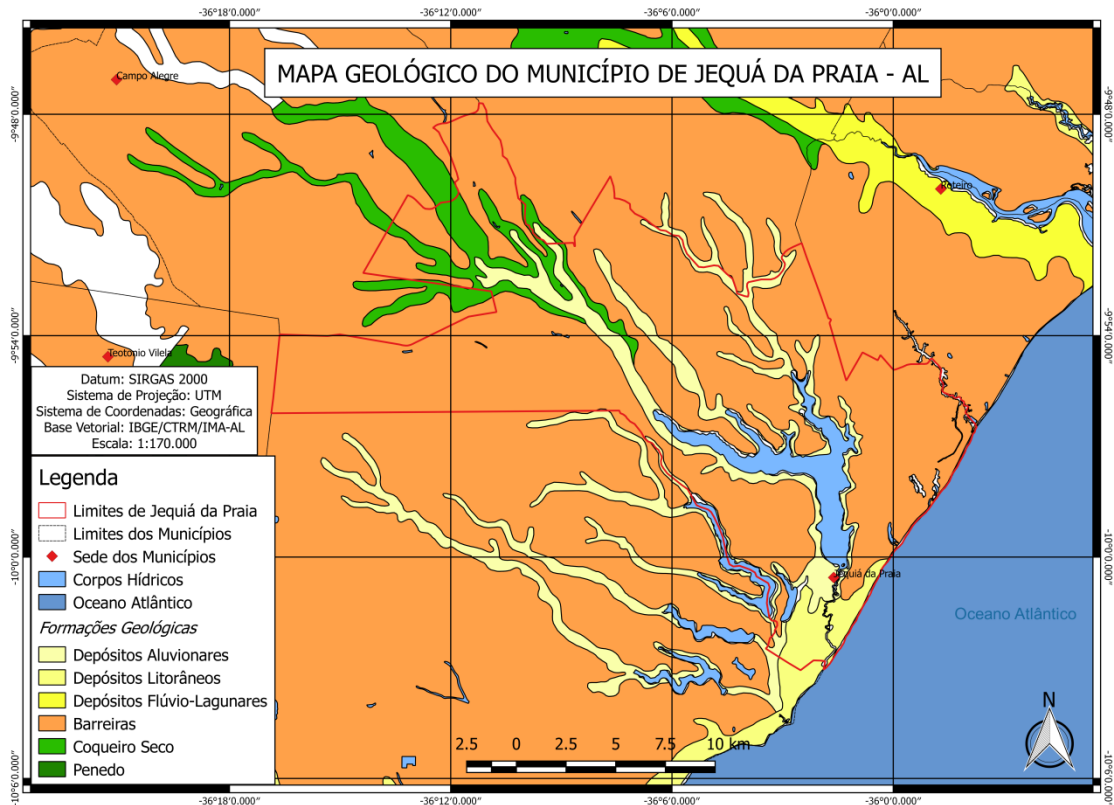 -36°18'0.000" -36°12'0.000" -36°6'0.000" -36°0'0.000"
MAPA GEOLÓGICO DO MUNICÍPIO DE JEQUÁ DA PRAIA - AL
Campo Alegre
-9°48'0.000" -9°48'0.000"
Roteiro
-9°54'0.000" -9°54'0.000"
Teotonio Vilela
Datum: SIRGAS 2000
Sistema de Projeção: UTM
Sistema de Coordenadas: Geográfica
Base Vetorial: IBGE/CTRM/IMA-AL
Escala: 1:170.000
Legenda
Limites de Jequiá da Praia
Limites dos Municípios
Sede dos Municípios
Corpos Hídricos
Oceano Atlântico
Formações Geológicas
Depósitos Aluvionares
Depósitos Litorâneos
Depósitos Flúvio-Lagunares
Barreiras
Coqueiro Seco
Penedo
-10°0'0.000" -10°0'0.000"
Jequiá da Praia
Oceano Atlântico
N
2.5 0 2.5 5 7.5 10 km
-10°6'0.000" -10°6'0.000"
-36°18'0.000" -36°12'0.000" -36°6'0.000" -36°0'0.000"